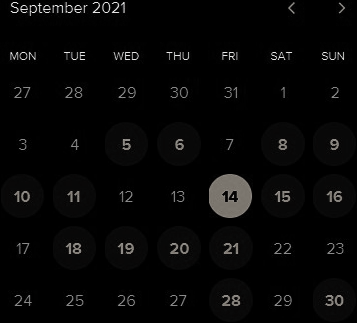 September 2021
MON TUE WED THU FRI SAT SUN
27 28 29 30 31 1 2
3 4 5 6 7 8 9
10 11 12 13 14 15 16
17 18 19 20 21 22 23
24 25 26 27 28 29 30